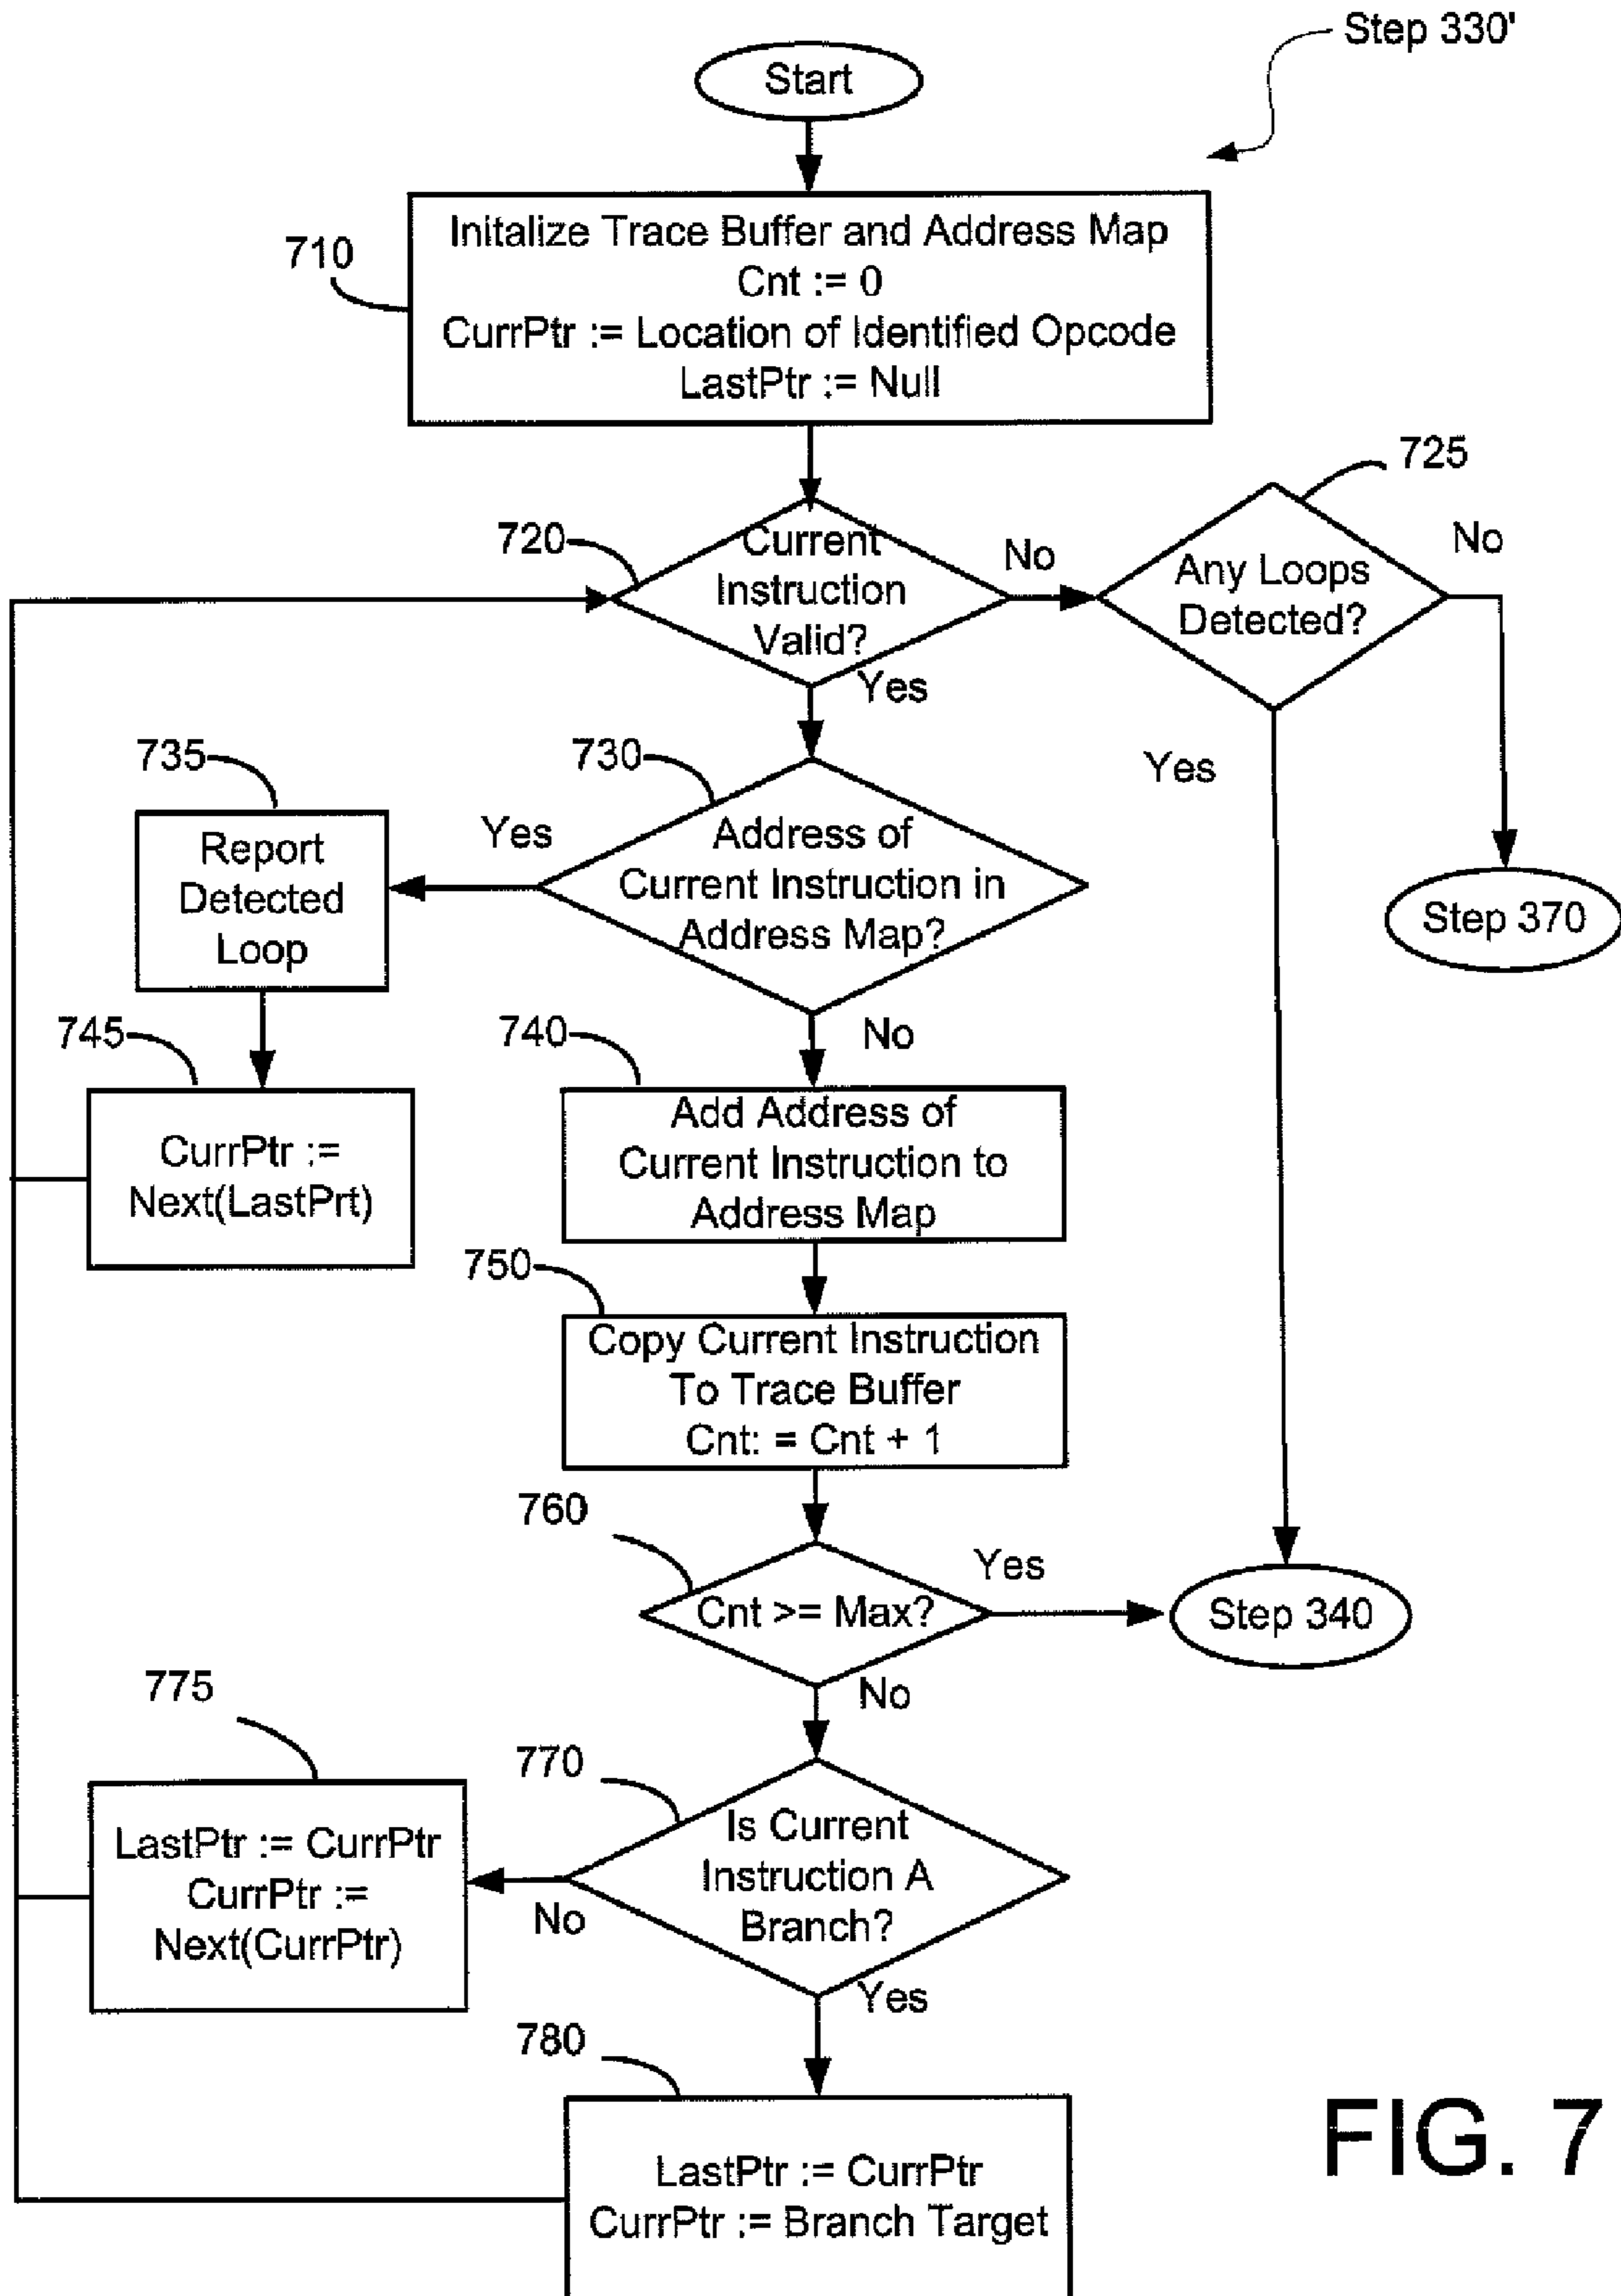 Step 330'
Start
710
Initalize Trace Buffer and Address Map
Cnt := 0
CurrPtr := Location of Identified Opcode
LastPtr := Null
725
720
Current
Instruction
Valid?
No
Any Loops
Detected?
No
Yes
735
730
Yes
Report
Detected
Loop
Yes
Address of
Current Instruction in
Address Map?
Step 370
745
740
No
CurrPtr :=
Next(LastPrt)
Add Address of
Current Instruction to
Address Map
750
Copy Current Instruction
To Trace Buffer
Cnt: = Cnt + 1
760
Cnt >= Max?
Yes
Step 340
No
775
770
LastPtr := CurrPtr
CurrPtr :=
Next(CurrPtr)
No
Is Current
Instruction A
Branch?
Yes
780
LastPtr := CurrPtr
CurrPtr := Branch Target
FIG. 7